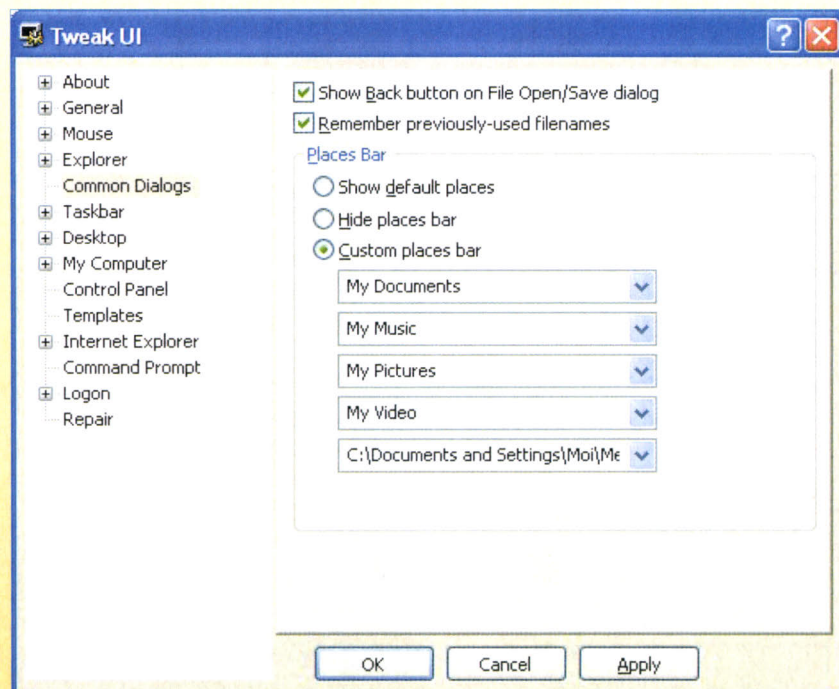 Tweak UI
About
General
Mouse
Explorer
Common Dialogs
Taskbar
Desktop
My Computer
Control Panel
Templates
Internet Explorer
Command Prompt
Logon
Repair
Show Back button on File Open/Save dialog
Remember previously-used filenames
Places Bar
Show default places
Hide places bar
Custom places bar
My Documents
My Music
My Pictures
My Video
C:\Documents and Settings\Moi\Me
OK
Cancel
Apply